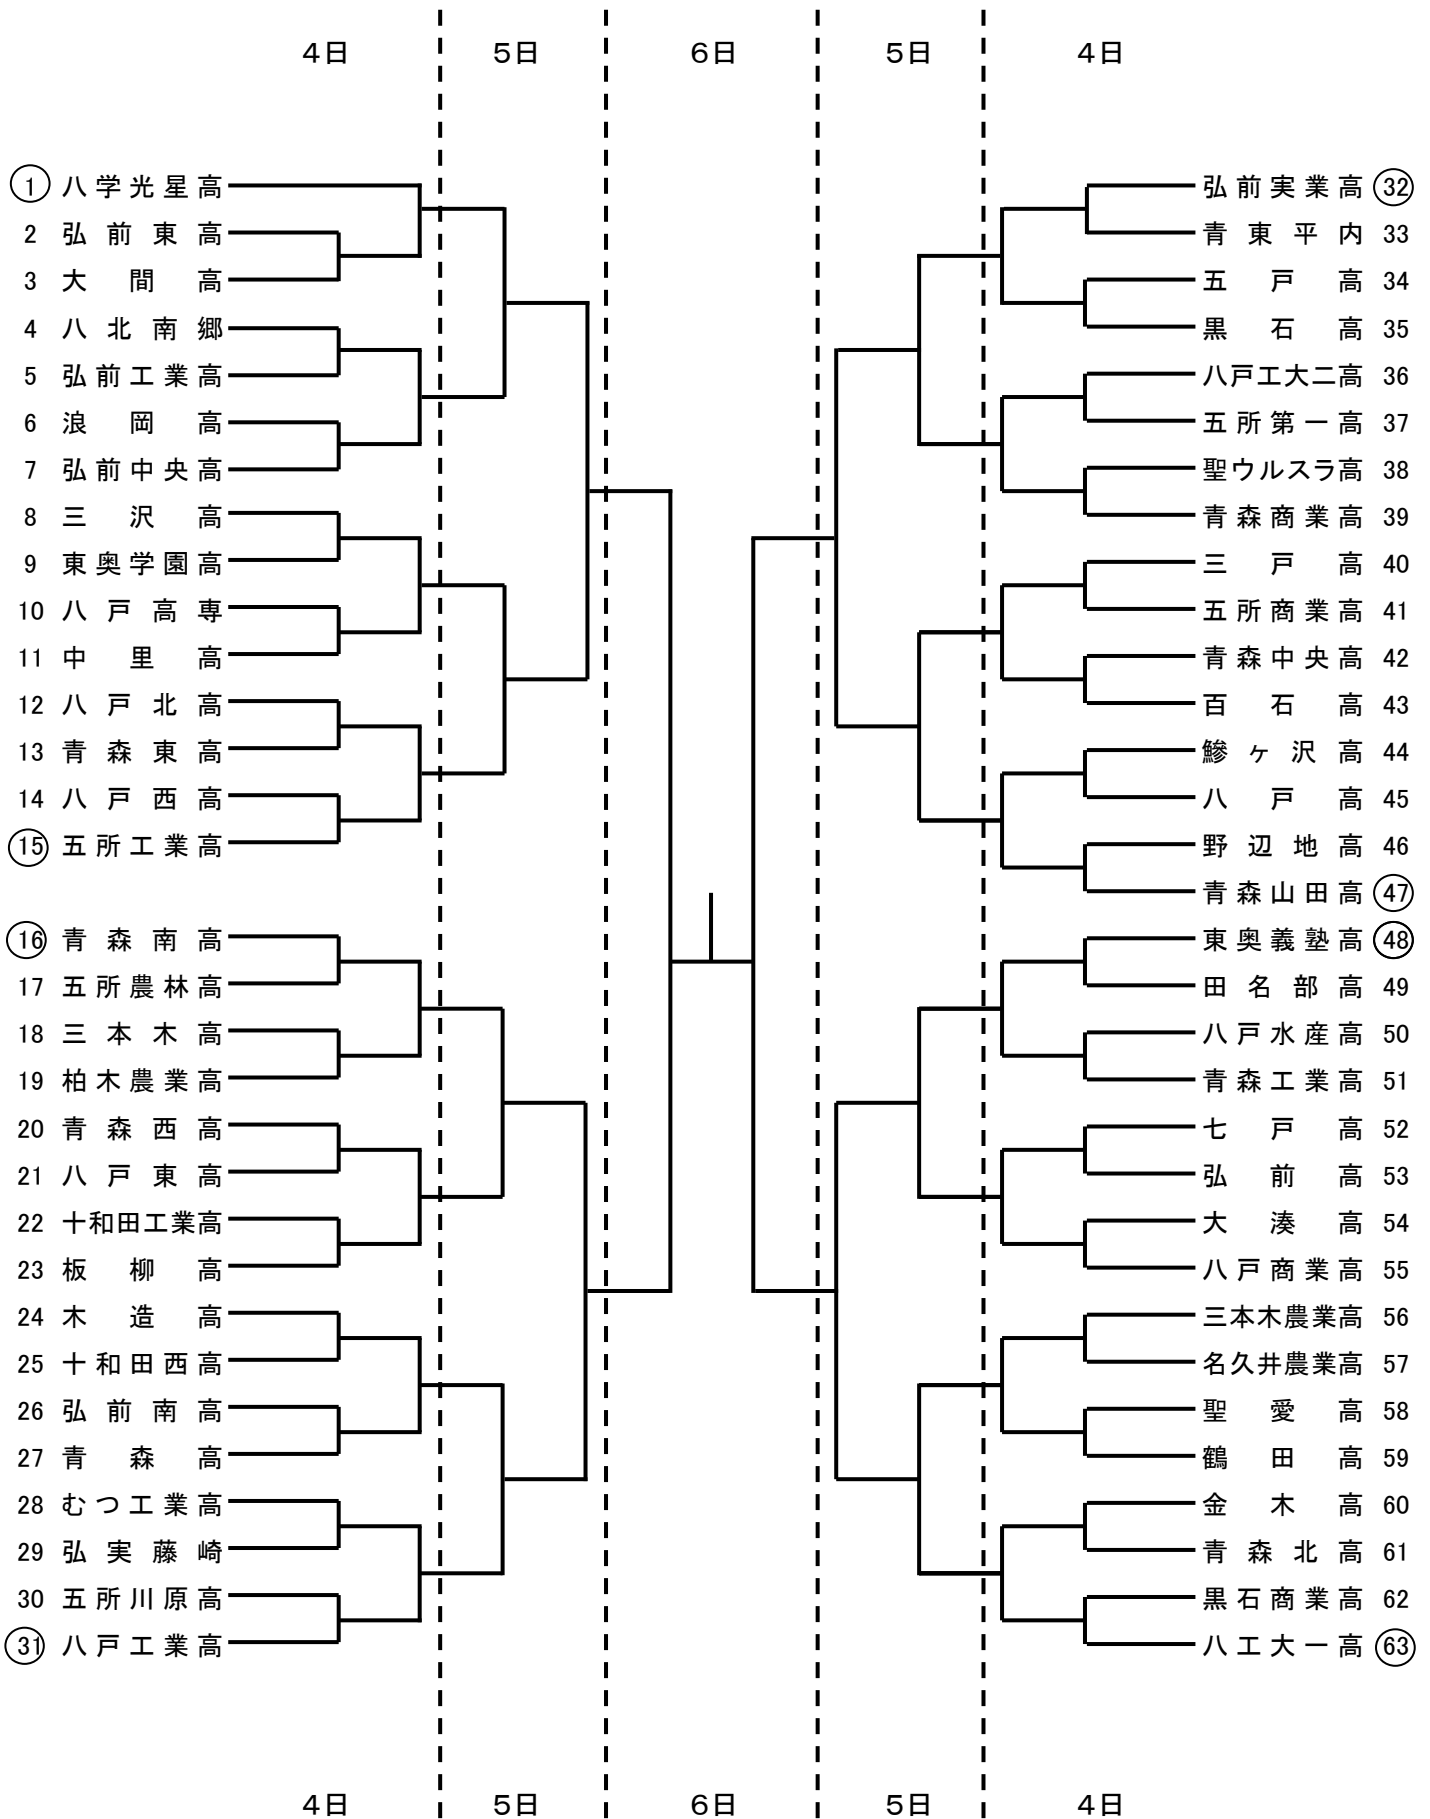 4日 5日 6日 5日 4日
① 八学光星高
2 弘前東高
3 大間高
4 八北南郷
5 弘前工業高
6 浪岡高
7 弘前中央高
8 三沢高
9 東奥学園高
10 八戸高専
11 中里高
12 八戸北高
13 青森東高
14 八戸西高
⑮ 五所工業高
⑯ 青森南高
17 五所農林高
18 三本木高
19 柏木農業高
20 青森西高
21 八戸東高
22 十和田工業高
23 板柳高
24 木造高
25 十和田西高
26 弘前南高
27 青森高
28 むつ工業高
29 弘実藤崎
30 五所川原高
㉛ 八戸工業高
弘前実業高 ㉜
青東平内 33
五戸高 34
黒石高 35
八戸工大二高 36
五所第一高 37
聖ウルスラ高 38
青森商業高 39
三戸高 40
五所商業高 41
青森中央高 42
百石高 43
鰺ヶ沢高 44
八戸高 45
野辺地高 46
青森山田高 ㊼
東奥義塾高 ㊽
田名部高 49
八戸水産高 50
青森工業高 51
七戸高 52
弘前高 53
大湊高 54
八戸商業高 55
三本木農業高 56
名久井農業高 57
聖愛高 58
鶴田高 59
金木高 60
青森北高 61
黒石商業高 62
八工大一高 63
4日 5日 6日 5日 4日